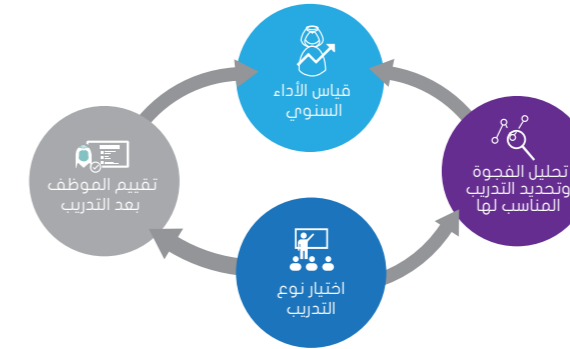 قياس الأداء
السنوي
تحليل الفجوة
وتحديد التدريب
المناسب لها
تقييم الموظف
بعد التدريب
اختيار نوع
التدريب